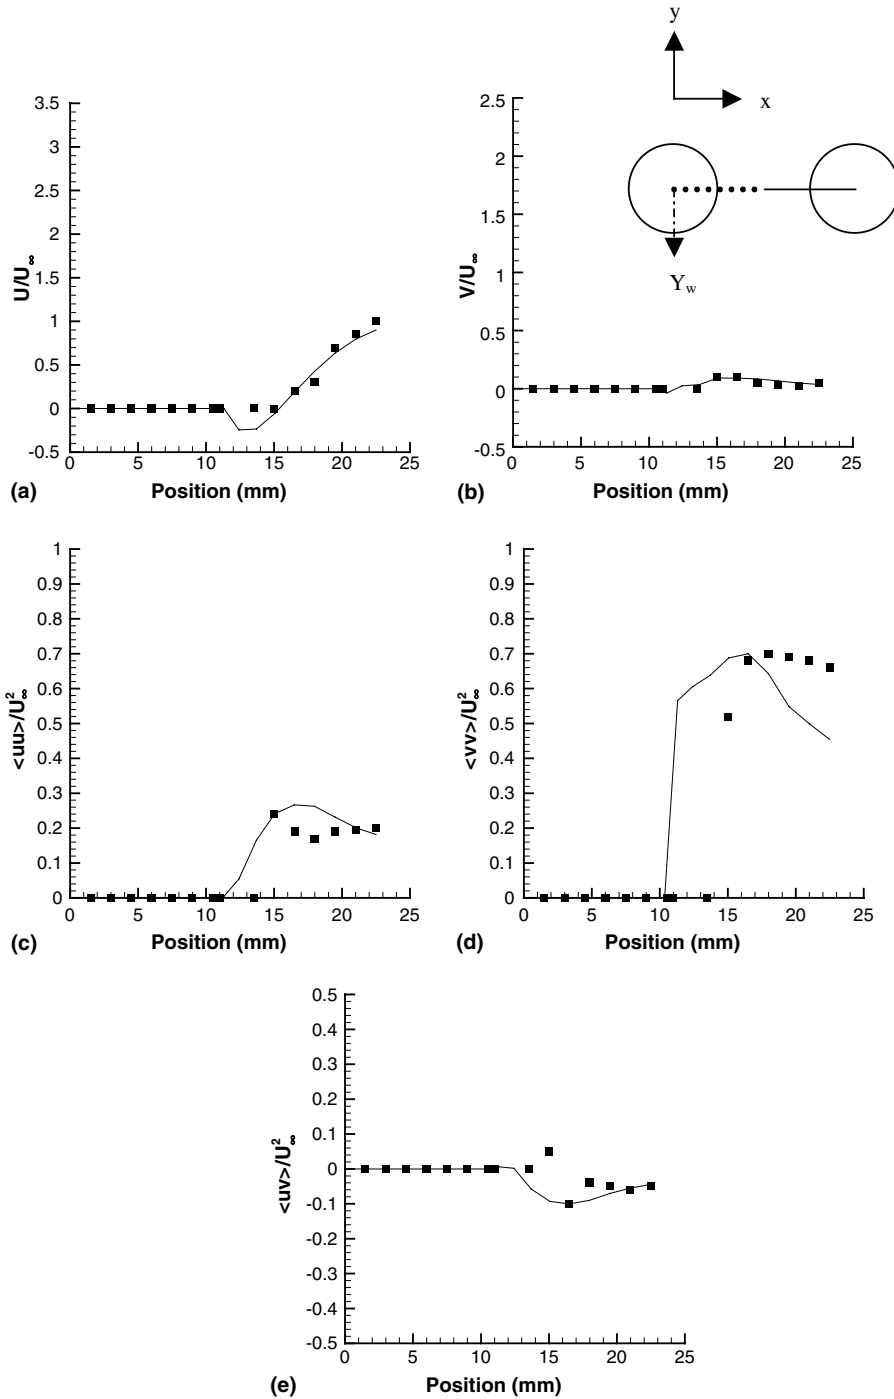 y
x
Y_w
3.5
3
2.5
2
1.5
1
0.5
0
-0.5
U/U_∞
0 5 10 15 20 25
(a) Position (mm)
2.5
2
1.5
1
0.5
0
-0.5
V/U_∞
0 5 10 15 20 25
(b) Position (mm)
1
0.9
0.8
0.7
0.6
0.5
0.4
0.3
0.2
0.1
0
<uu>/U²_∞
0 5 10 15 20 25
(c) Position (mm)
1
0.9
0.8
0.7
0.6
0.5
0.4
0.3
0.2
0.1
0
<vv>/U²_∞
0 5 10 15 20 25
(d) Position (mm)
0.5
0.4
0.3
0.2
0.1
0
-0.1
-0.2
-0.3
-0.4
-0.5
<uv>/U²_∞
0 5 10 15 20 25
(e) Position (mm)